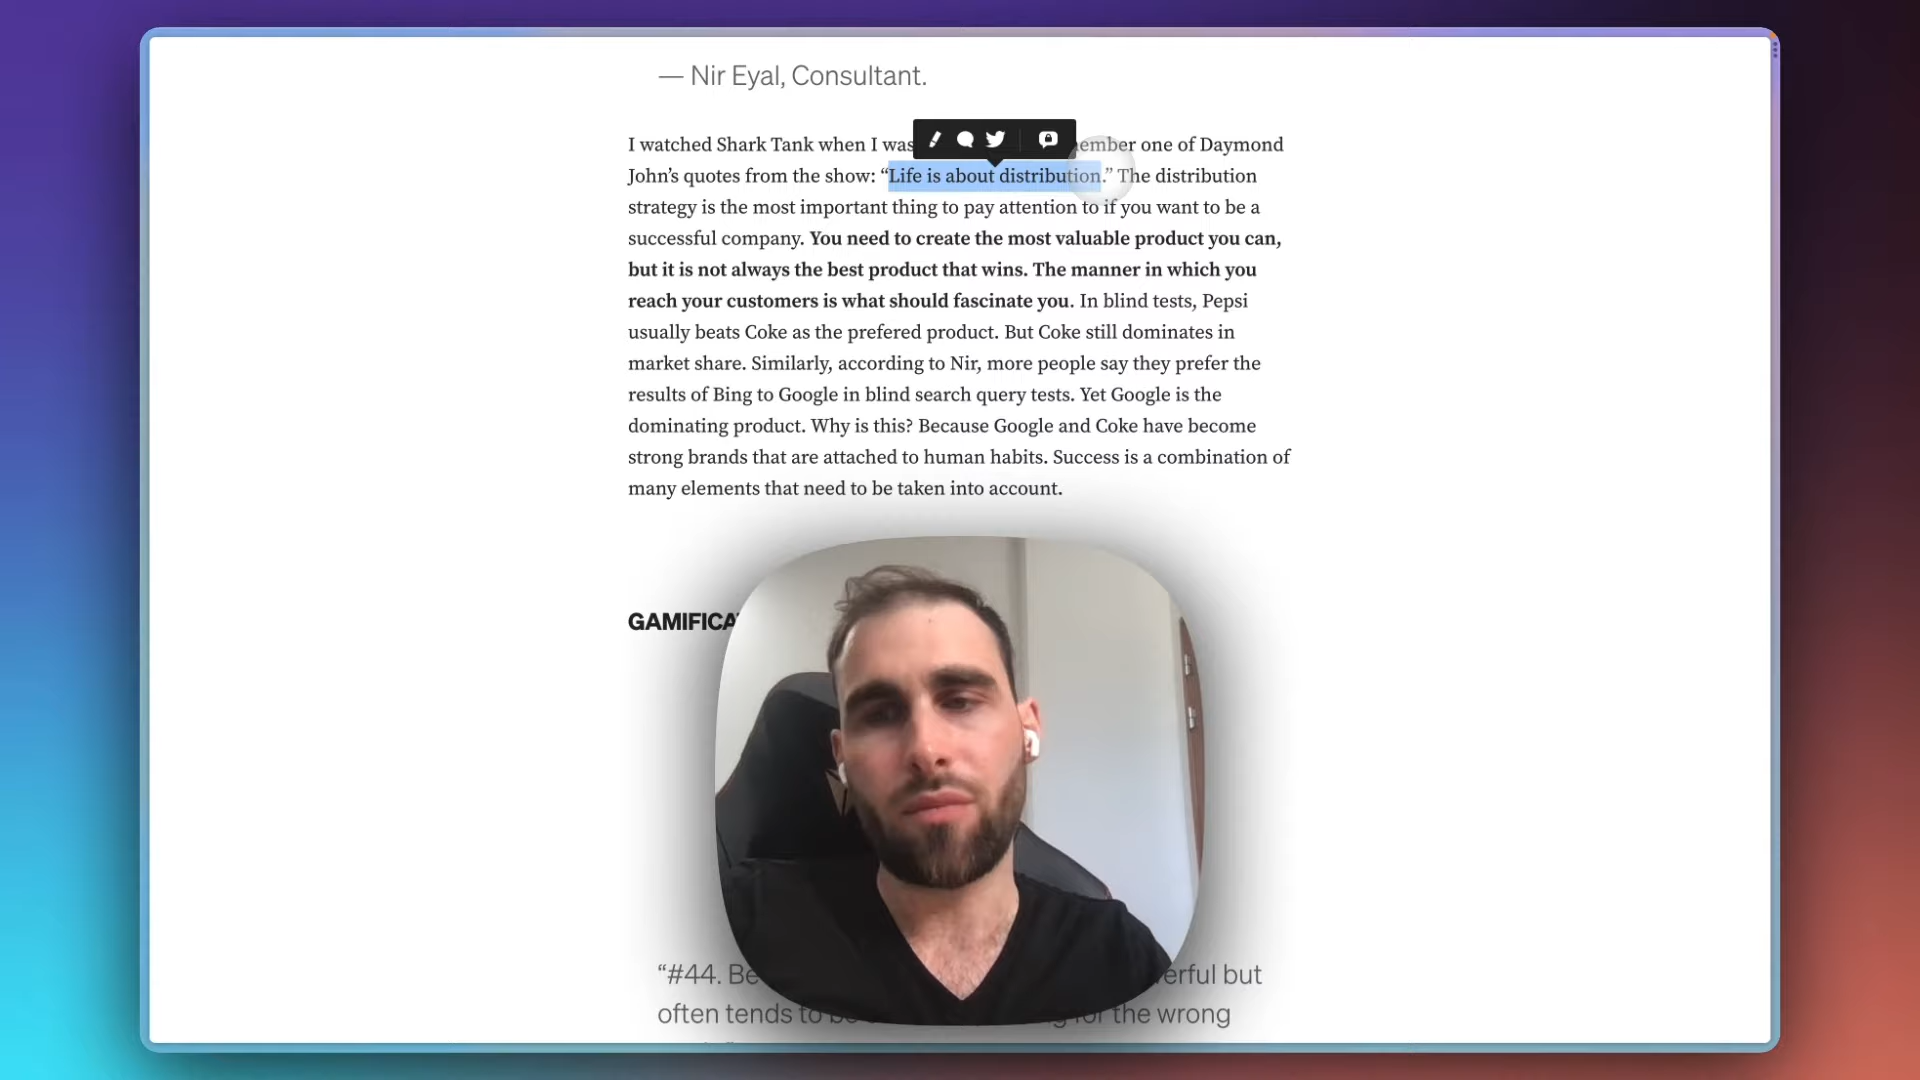 — Nir Eyal, Consultant.
I watched Shark Tank when I was one of Daymond
John’s quotes from the show: “Life is about distribution.” The distribution
strategy is the most important thing to pay attention to if you want to be a
successful company. You need to create the most valuable product you can,
but it is not always the best product that wins. The manner in which you
reach your customers is what should fascinate you. In blind tests, Pepsi
usually beats Coke as the prefered product. But Coke still dominates in
market share. Similarly, according to Nir, more people say they prefer the
results of Bing to Google in blind search query tests. Yet Google is the
dominating product. Why is this? Because Google and Coke have become
strong brands that are attached to human habits. Success is a combination of
many elements that need to be taken into account.
“#44. but
often tends to the wrong